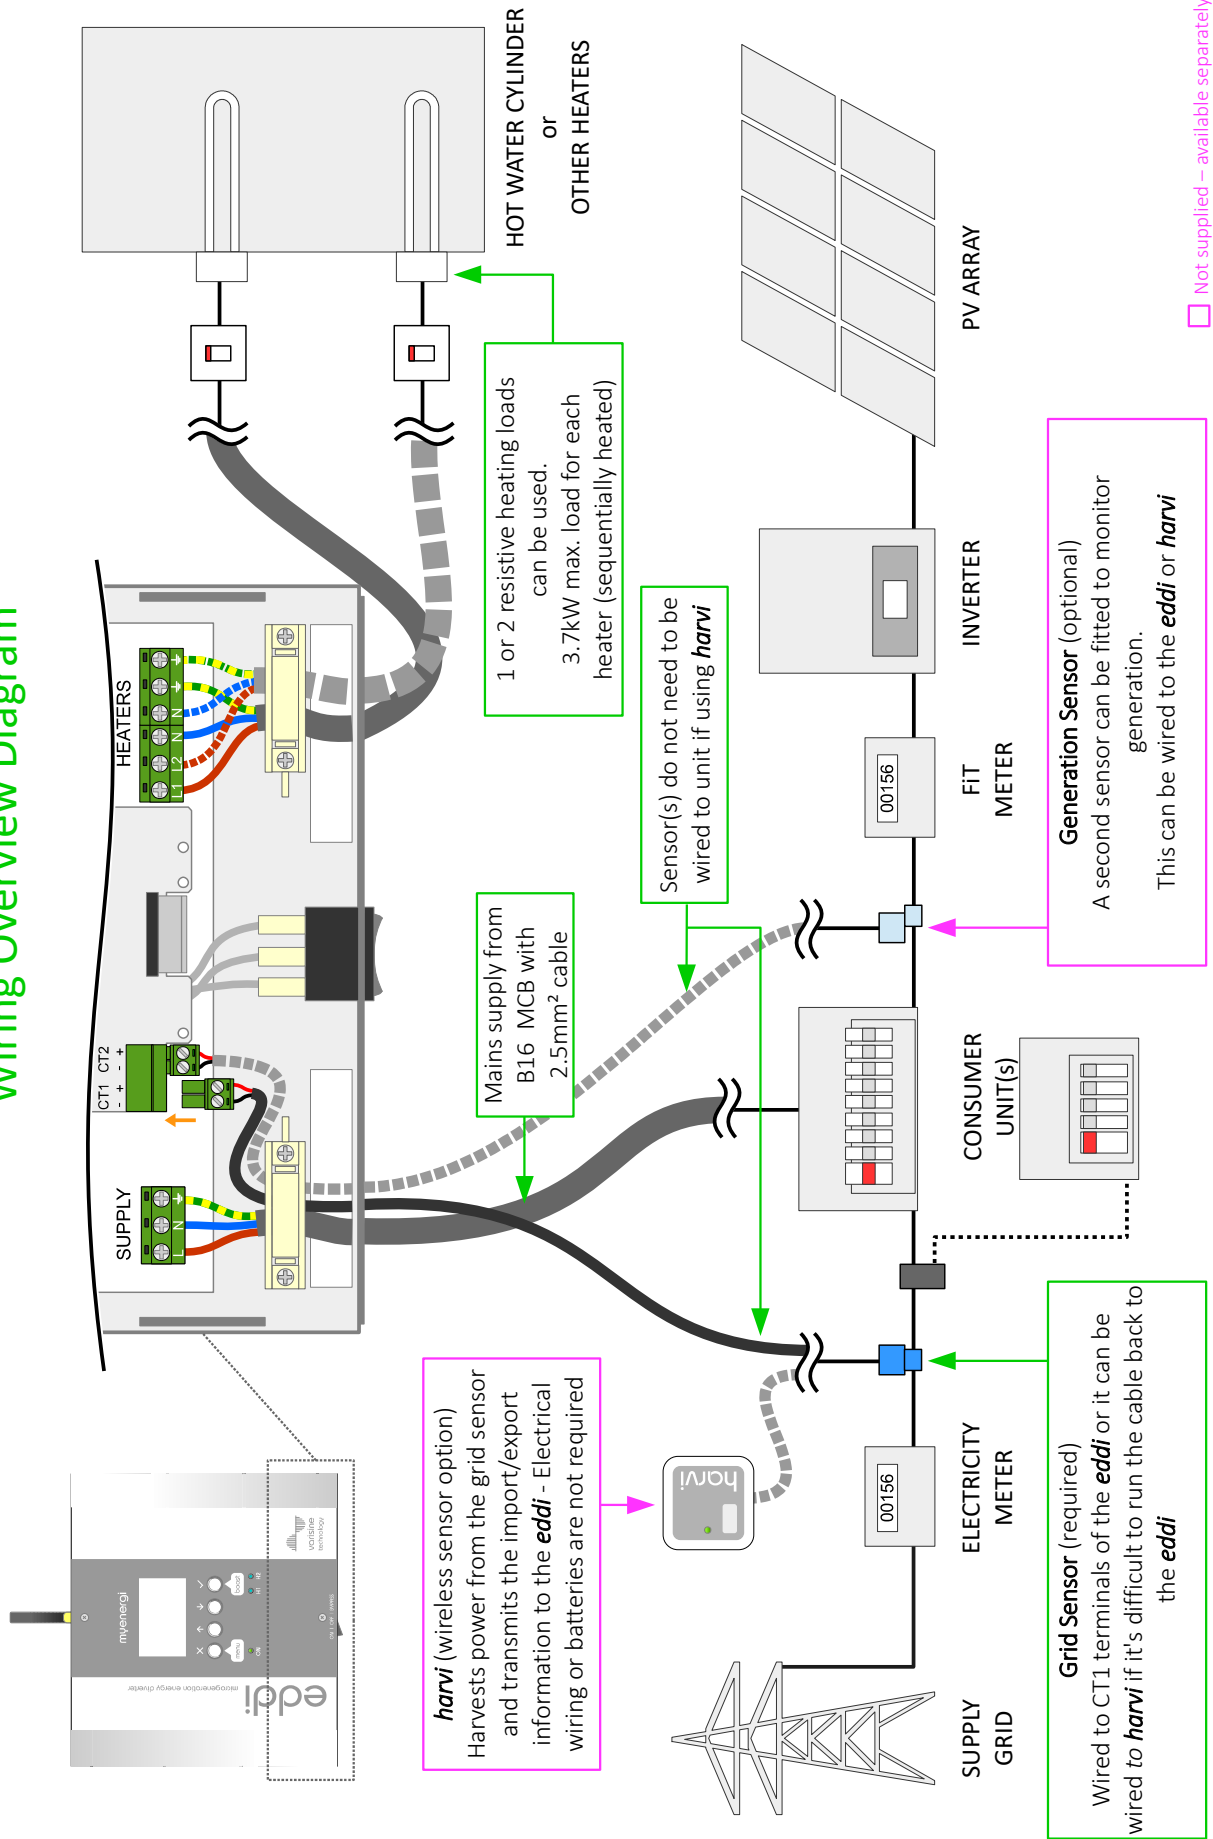 Wiring Overview Diagram
eddi
microgeneration energy diverter
myenergi
menu
boost
varisine
technology
SUPPLY
L N
CT1 CT2
- + - +
HEATERS
L1 L2 N N
HOT WATER CYLINDER
or
OTHER HEATERS
harvi (wireless sensor option)
Harvests power from the grid sensor
and transmits the import/export
information to the eddi - Electrical
wiring or batteries are not required
Mains supply from
B16 MCB with
2.5mm² cable
1 or 2 resistive heating loads
can be used.
3.7kW max. load for each
heater (sequentially heated)
Sensor(s) do not need to be
wired to unit if using harvi
harvi
00156
00156
SUPPLY
GRID
ELECTRICITY
METER
CONSUMER
UNIT(s)
FiT
METER
INVERTER
PV ARRAY
Grid Sensor (required)
Wired to CT1 terminals of the eddi or it can be
wired to harvi if it's difficult to run the cable back to
the eddi
Generation Sensor (optional)
A second sensor can be fitted to monitor
generation.
This can be wired to the eddi or harvi
Not supplied – available separately